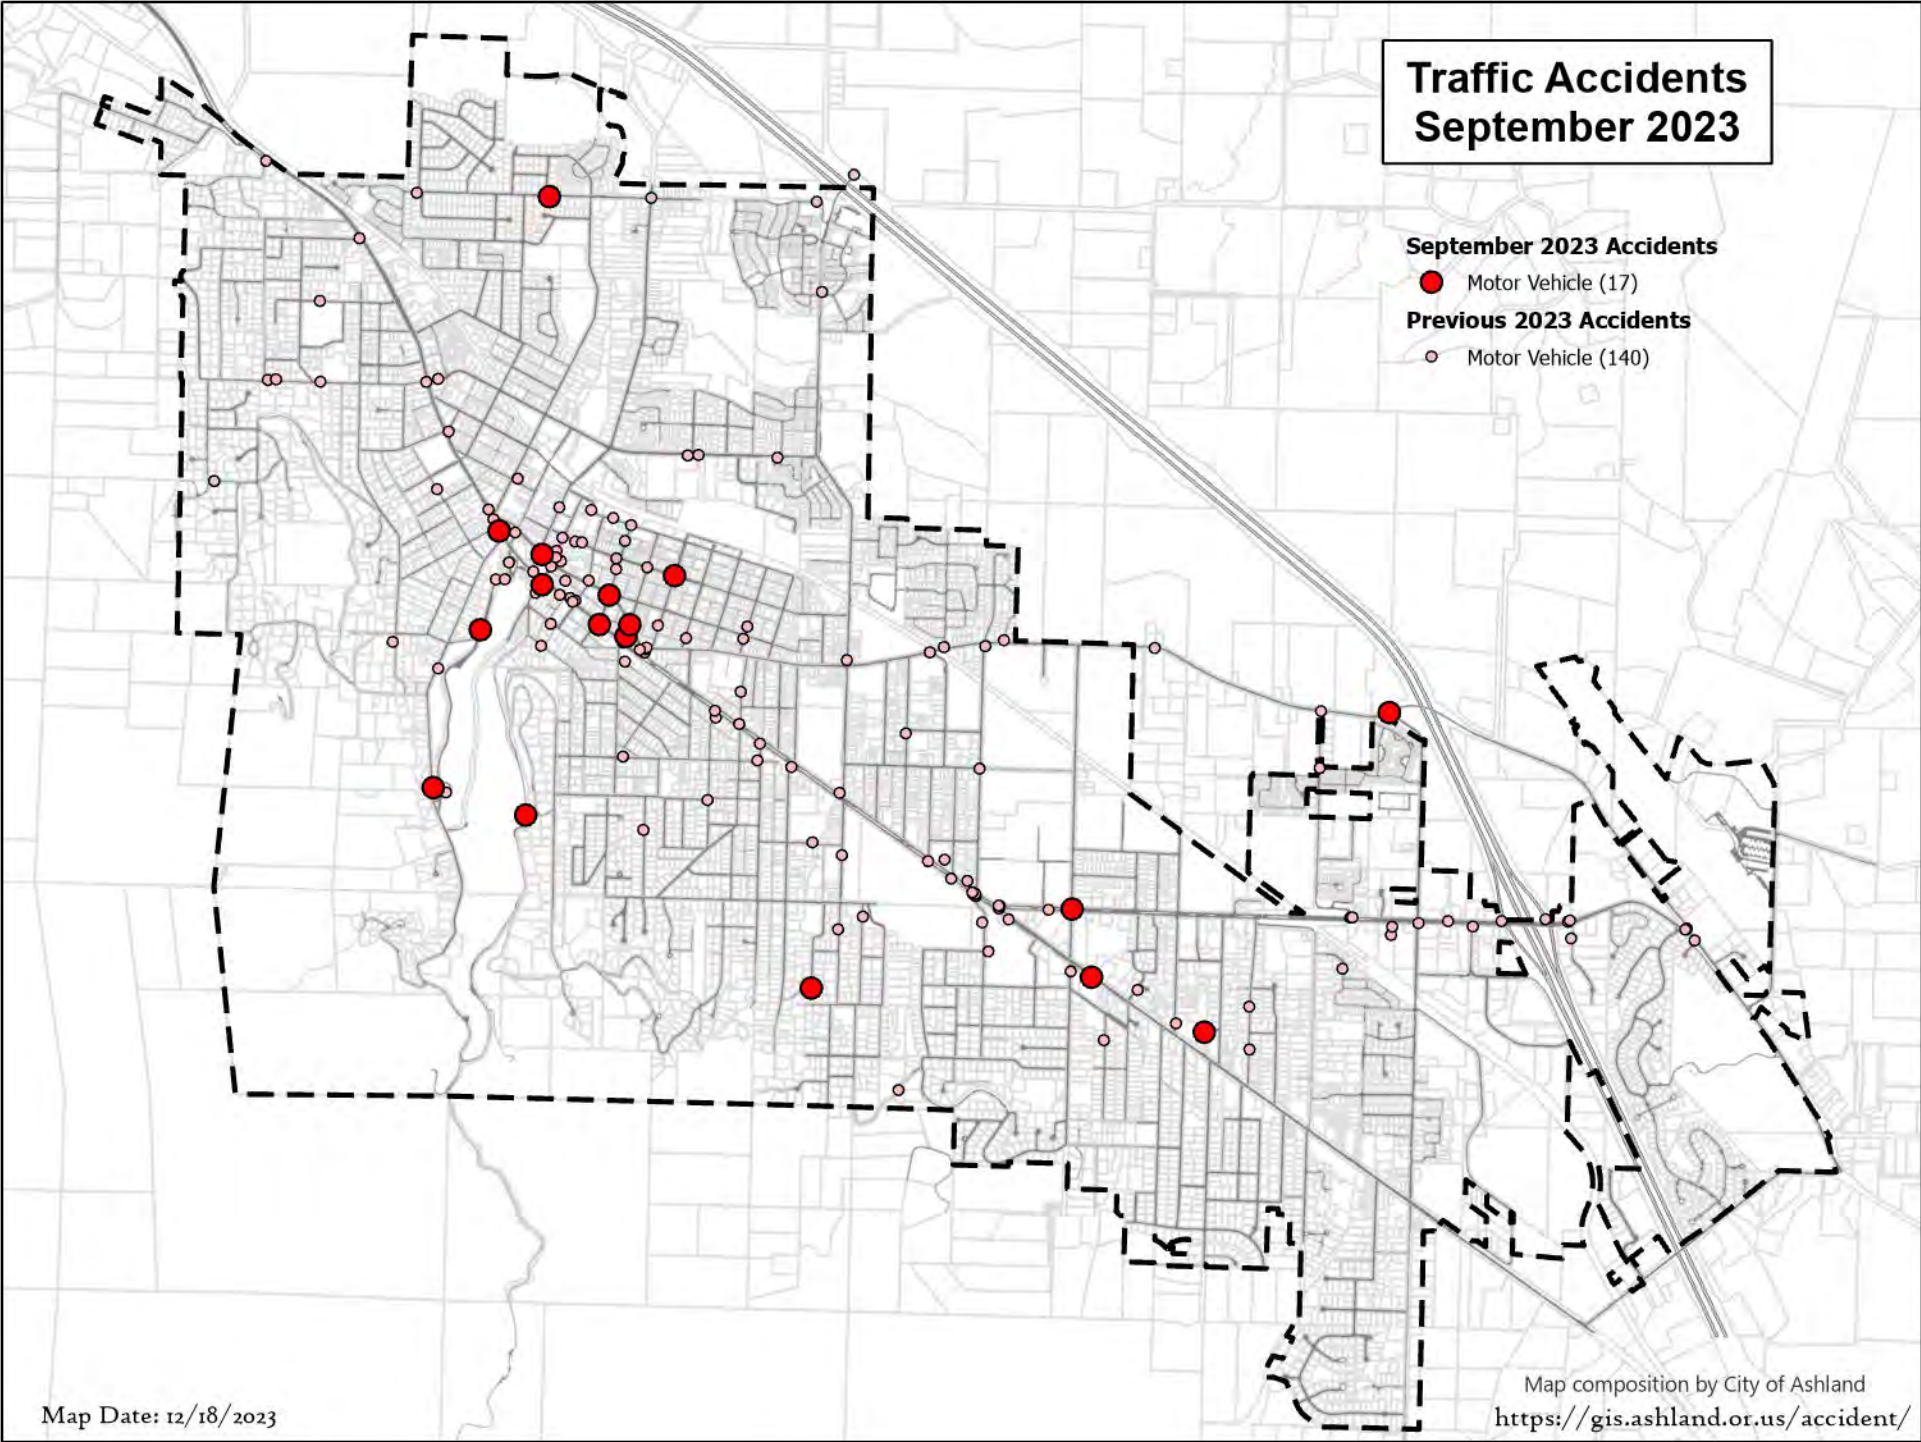 Traffic Accidents
September 2023
September 2023 Accidents
Motor Vehicle (17)
Previous 2023 Accidents
Motor Vehicle (140)
Map Date: 12/18/2023
Map composition by City of Ashland
https://gis.ashland.or.us/accident/